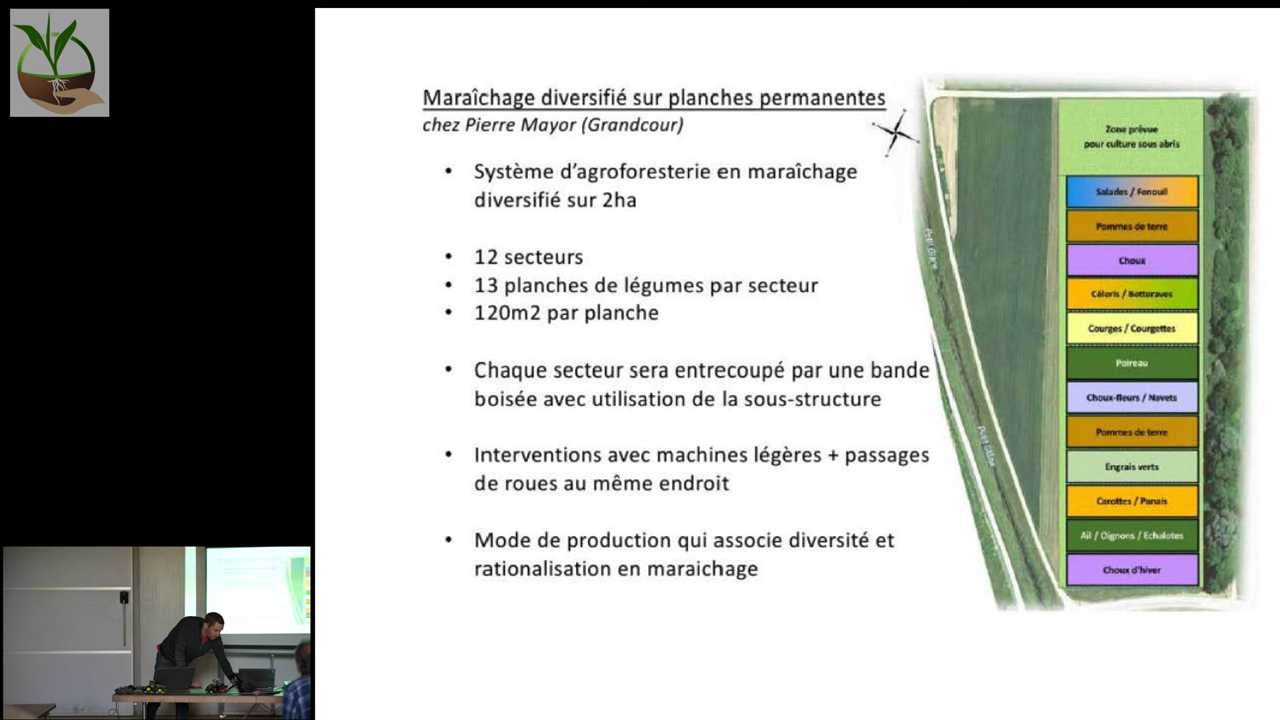 Maraîchage diversifié sur planches permanentes
chez Pierre Mayor (Grandcour)
• Système d'agroforesterie en maraîchage
diversifié sur 2ha
• 12 secteurs
• 13 planches de légumes par secteur
• 120m2 par planche
• Chaque secteur sera entrecoupé par une bande
boisée avec utilisation de la sous-structure
• Interventions avec machines légères + passages
de roues au même endroit
• Mode de production qui associe diversité et
rationalisation en maraichage
Zone prévue
pour culture sous abris
Salades / Fenouil
Pommes de terre
Choux
Céleris / Betteraves
Courges / Courgettes
Poireau
Choux-fleurs / Navets
Pommes de terre
Engrais verts
Carottes / Panais
Ail / Oignons / Echalotes
Choux d'hiver